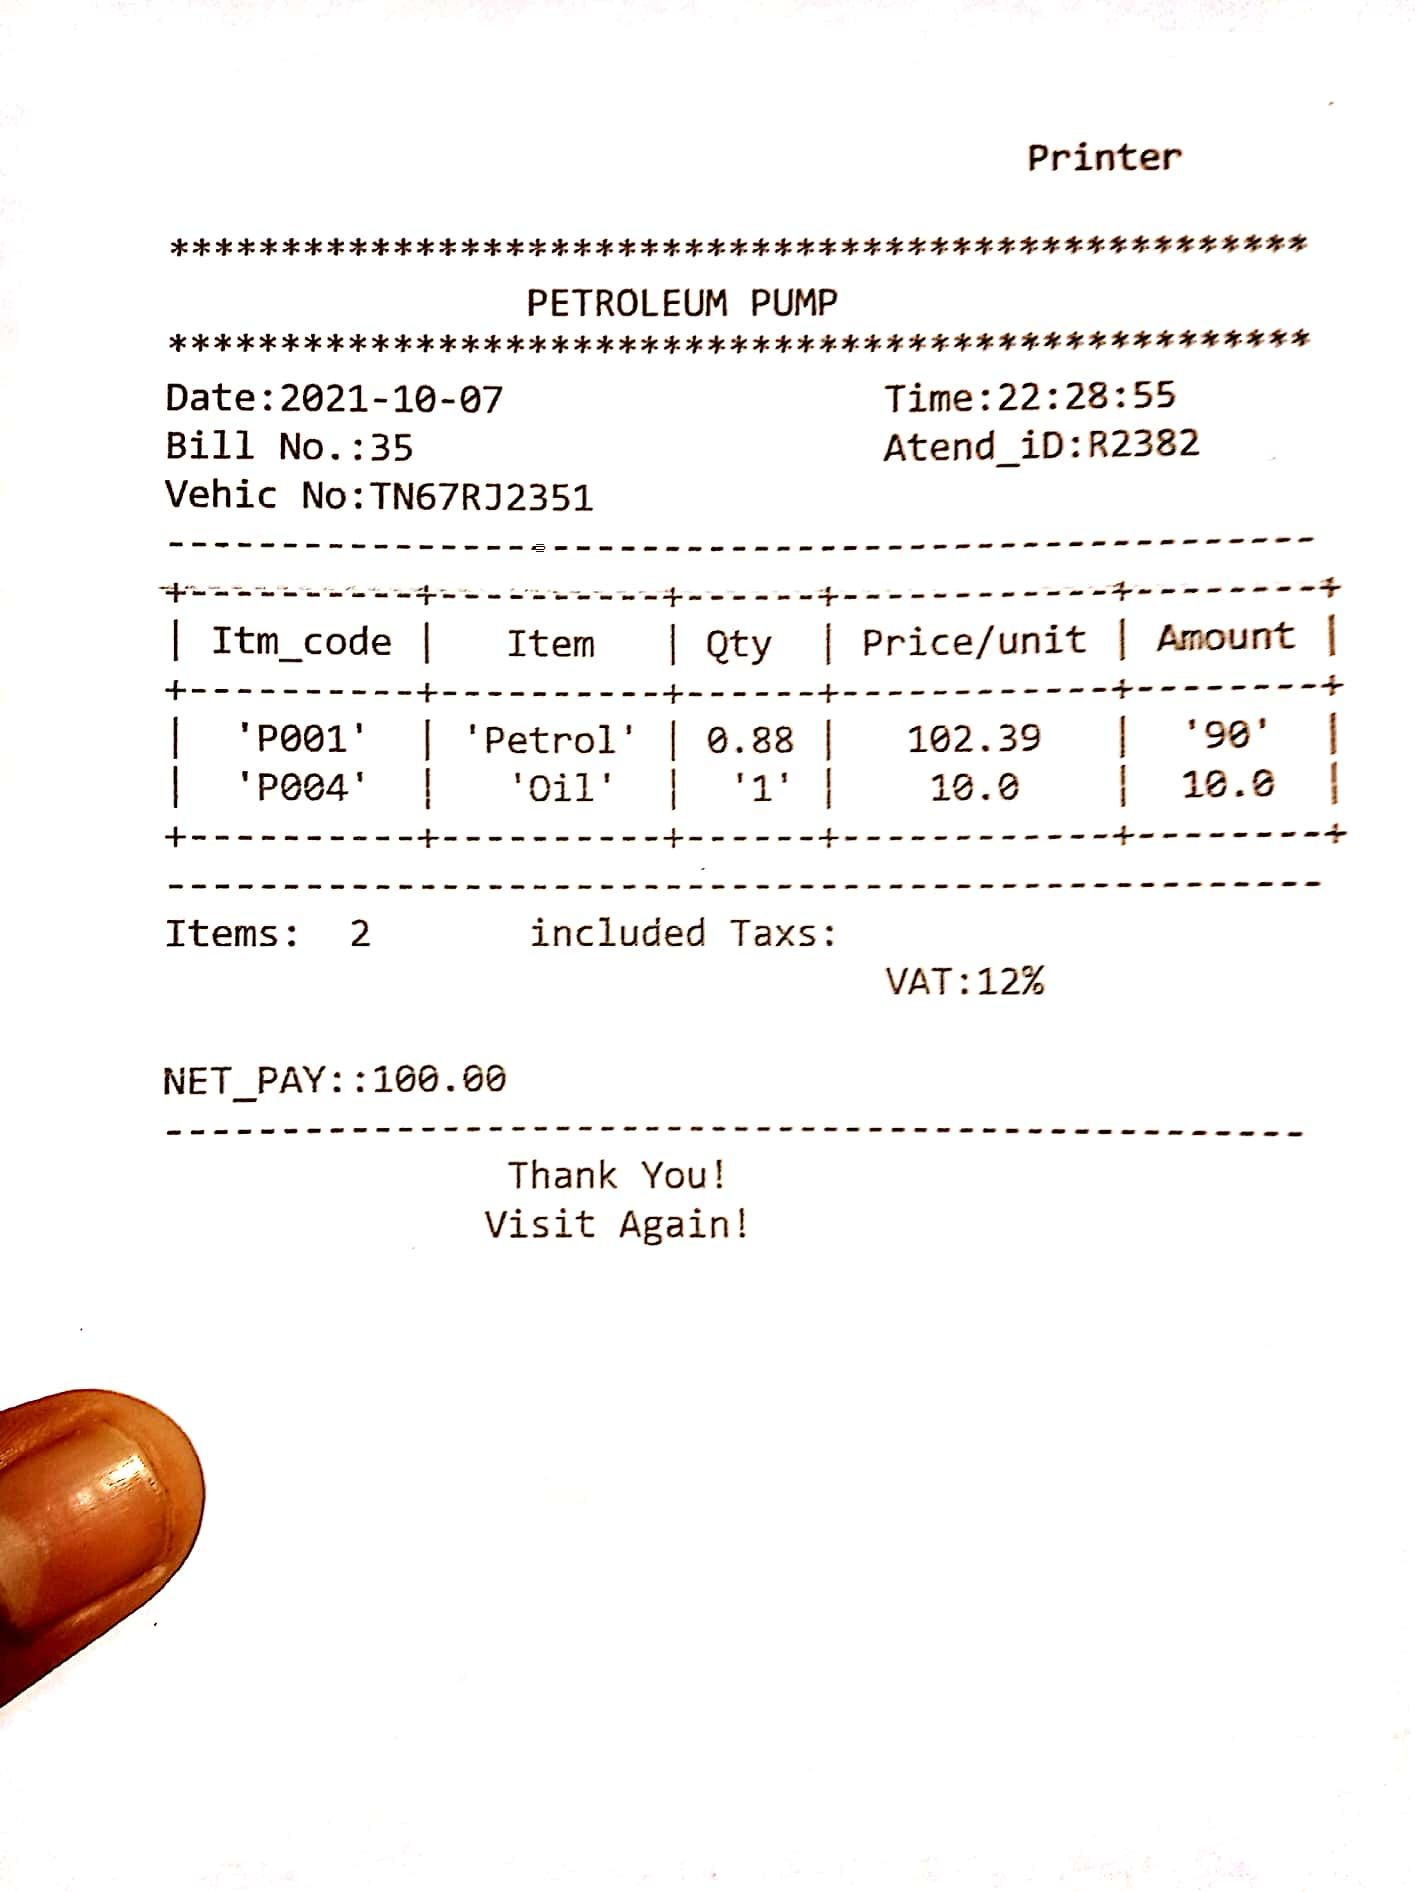 Printer
***************************************************
PETROLEUM PUMP
***************************************************
Date:2021-10-07 Time:22:28:55
Bill No.:35 Atend_iD:R2382
Vehic No:TN67RJ2351
--------------------------------------------------
+----------+----------+------+------------+--------+
| Itm_code | Item | Qty | Price/unit | Amount |
+----------+----------+------+------------+--------+
| 'P001' | 'Petrol' | 0.88 | 102.39 | '90' |
| 'P004' | 'Oil' | '1' | 10.0 | 10.0 |
+----------+----------+------+------------+--------+
--------------------------------------------------
Items: 2 included Taxs:
VAT:12%
NET_PAY::100.00
--------------------------------------------------
Thank You!
Visit Again!